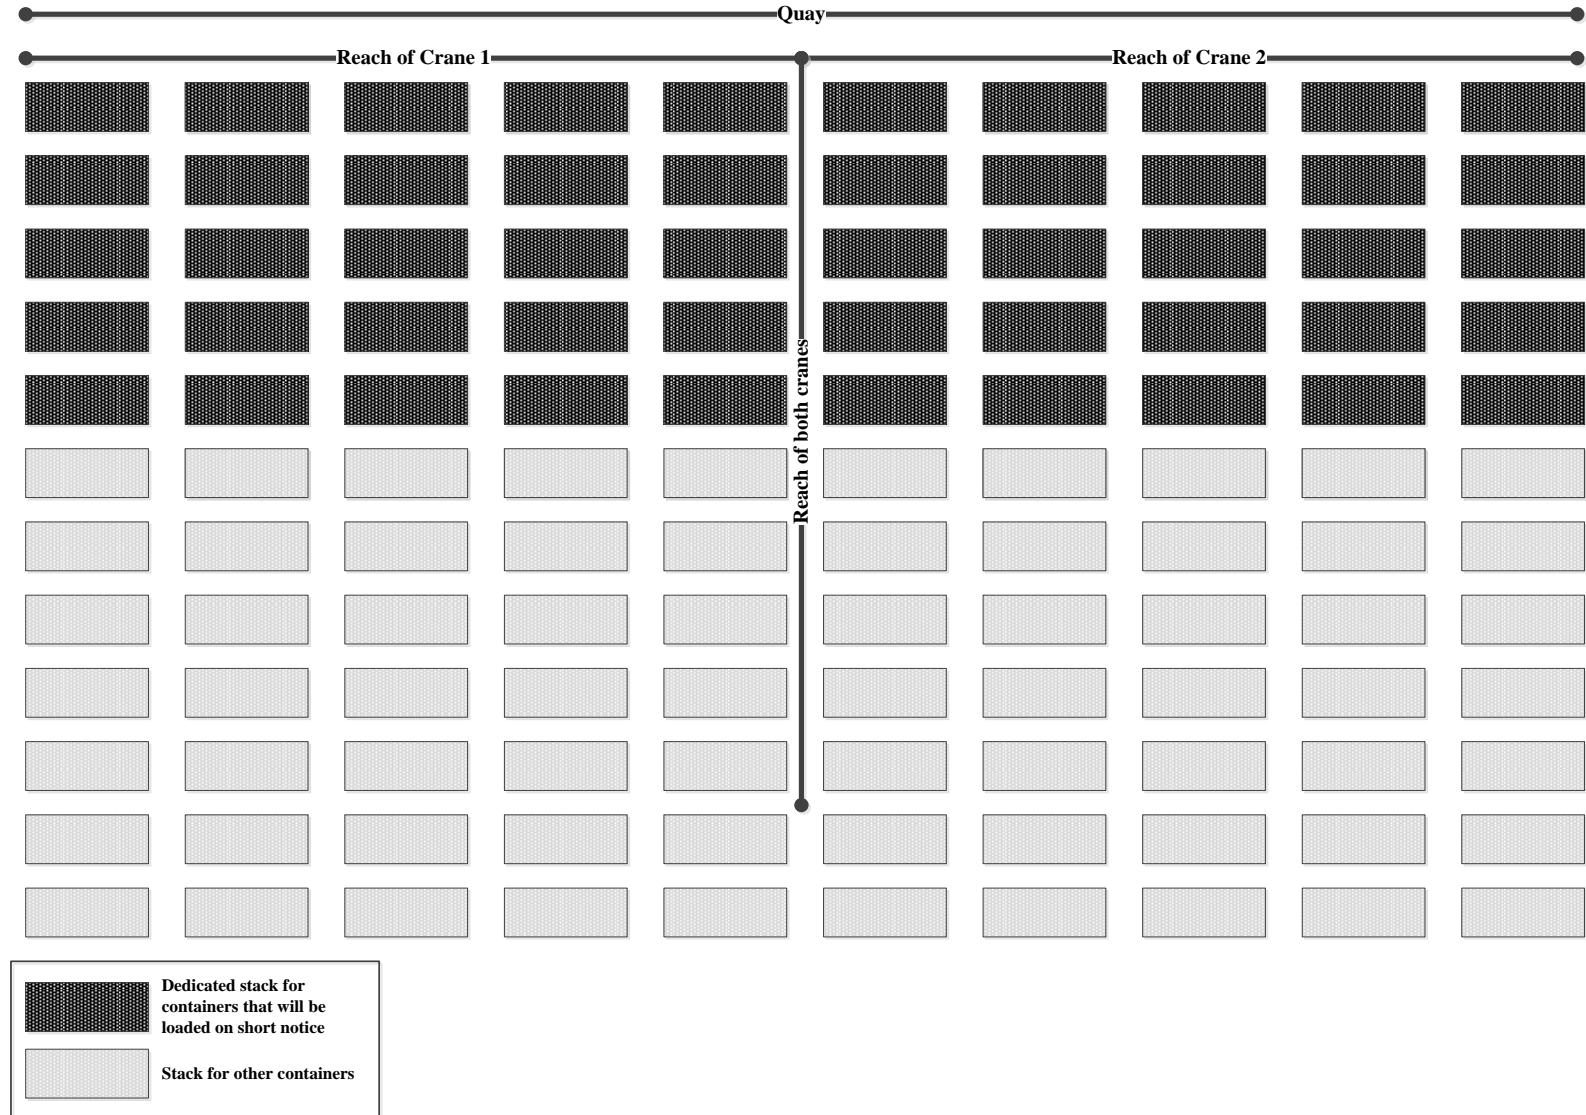 Quay
Reach of Crane 1
Reach of Crane 2
Reach of both cranes
Dedicated stack for
containers that will be
loaded on short notice
Stack for other containers